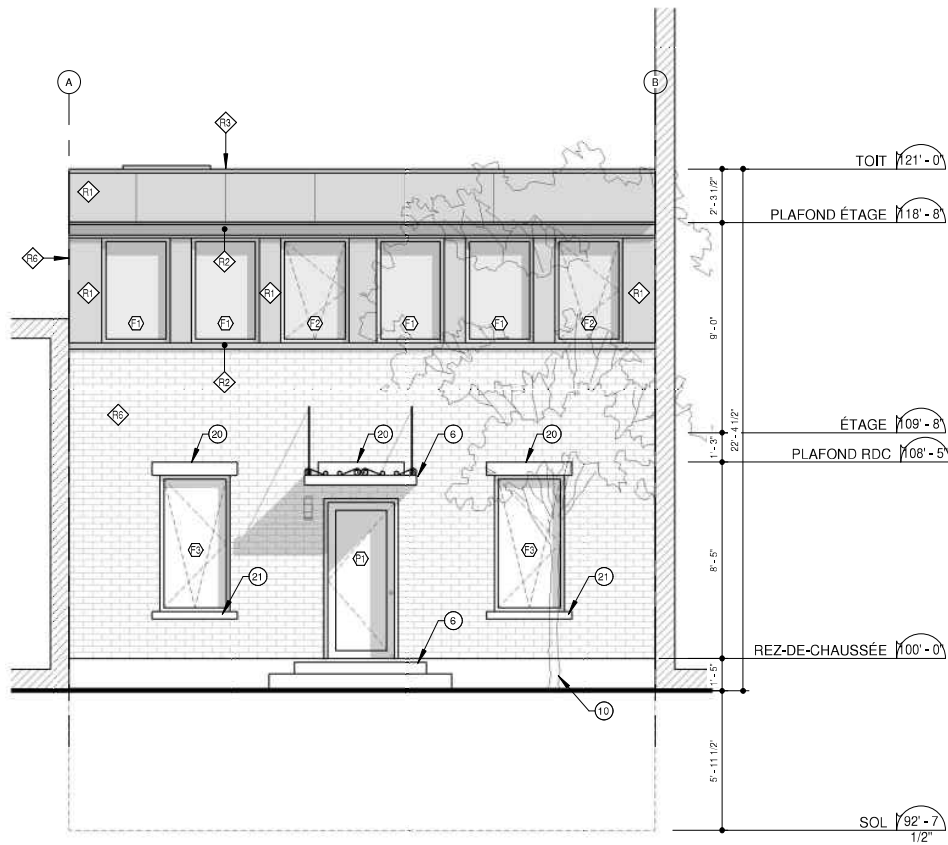 A
B
R3
TOIT 121' - 0"
R1
2' - 3 1/2"
PLAFOND ÉTAGE 118' - 8"
R6
R2
R1
R1
R1
F1
F1
F2
F1
F1
F2
9' - 0"
R2
R6
20
20
6
20
ÉTAGE 109' - 8"
1' - 3"
22' - 4 1/2"
PLAFOND RDC 108' - 5"
F3
P1
F3
8' - 5"
21
21
6
REZ-DE-CHAUSSÉE 100' - 0"
1' - 5"
10
5' - 11 1/2"
SOL 92' - 7
1/2"